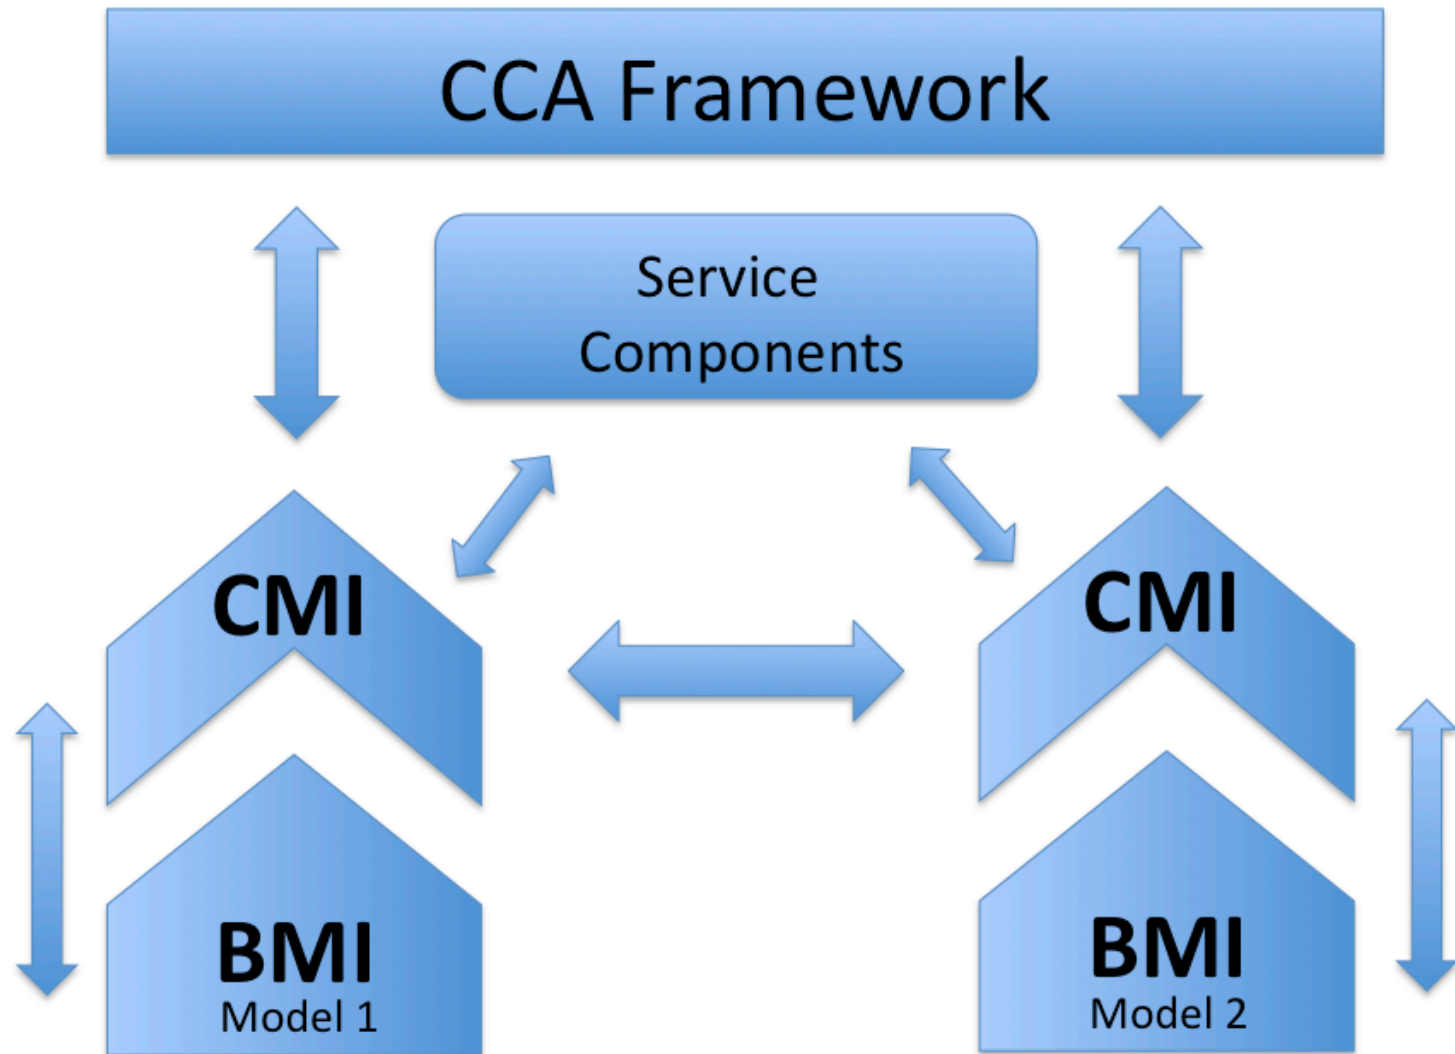 CCA Framework
Service
Components
CMI
CMI
BMI
Model 1
BMI
Model 2